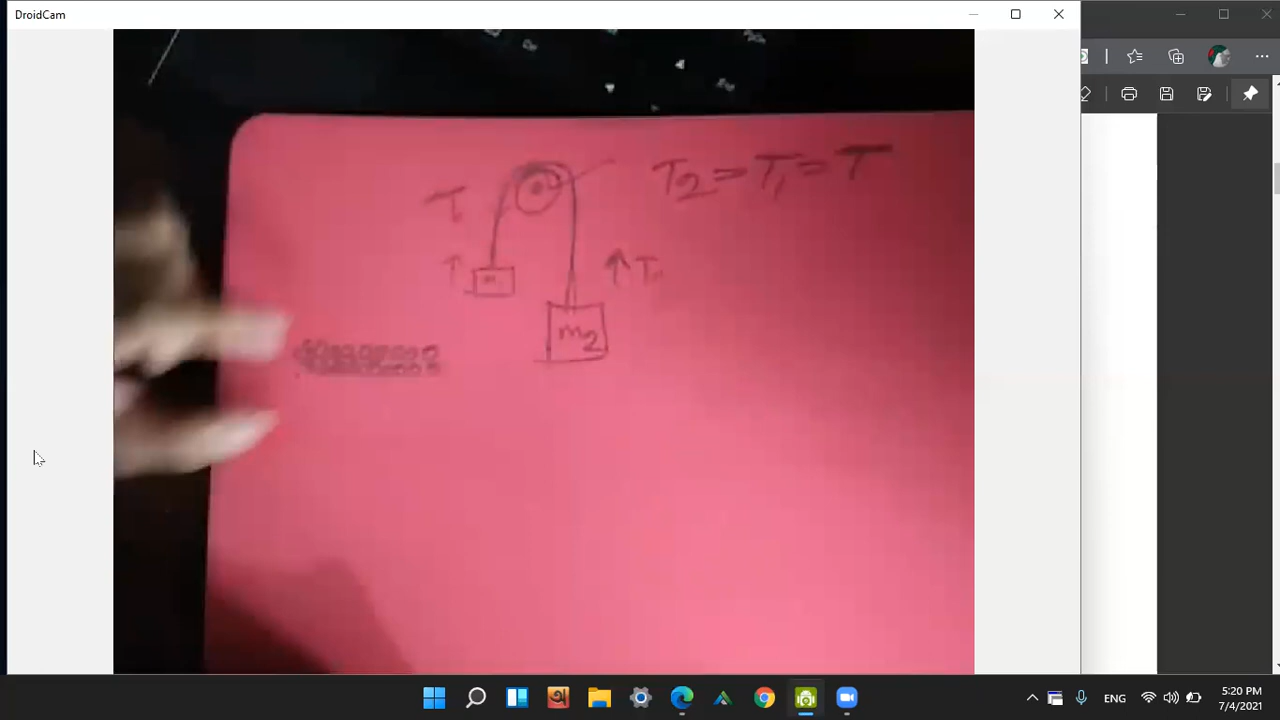 DroidCam
T₂ = T₁ = T
T
↑ T₁
m₂
ENG
5:20 PM
7/4/2021